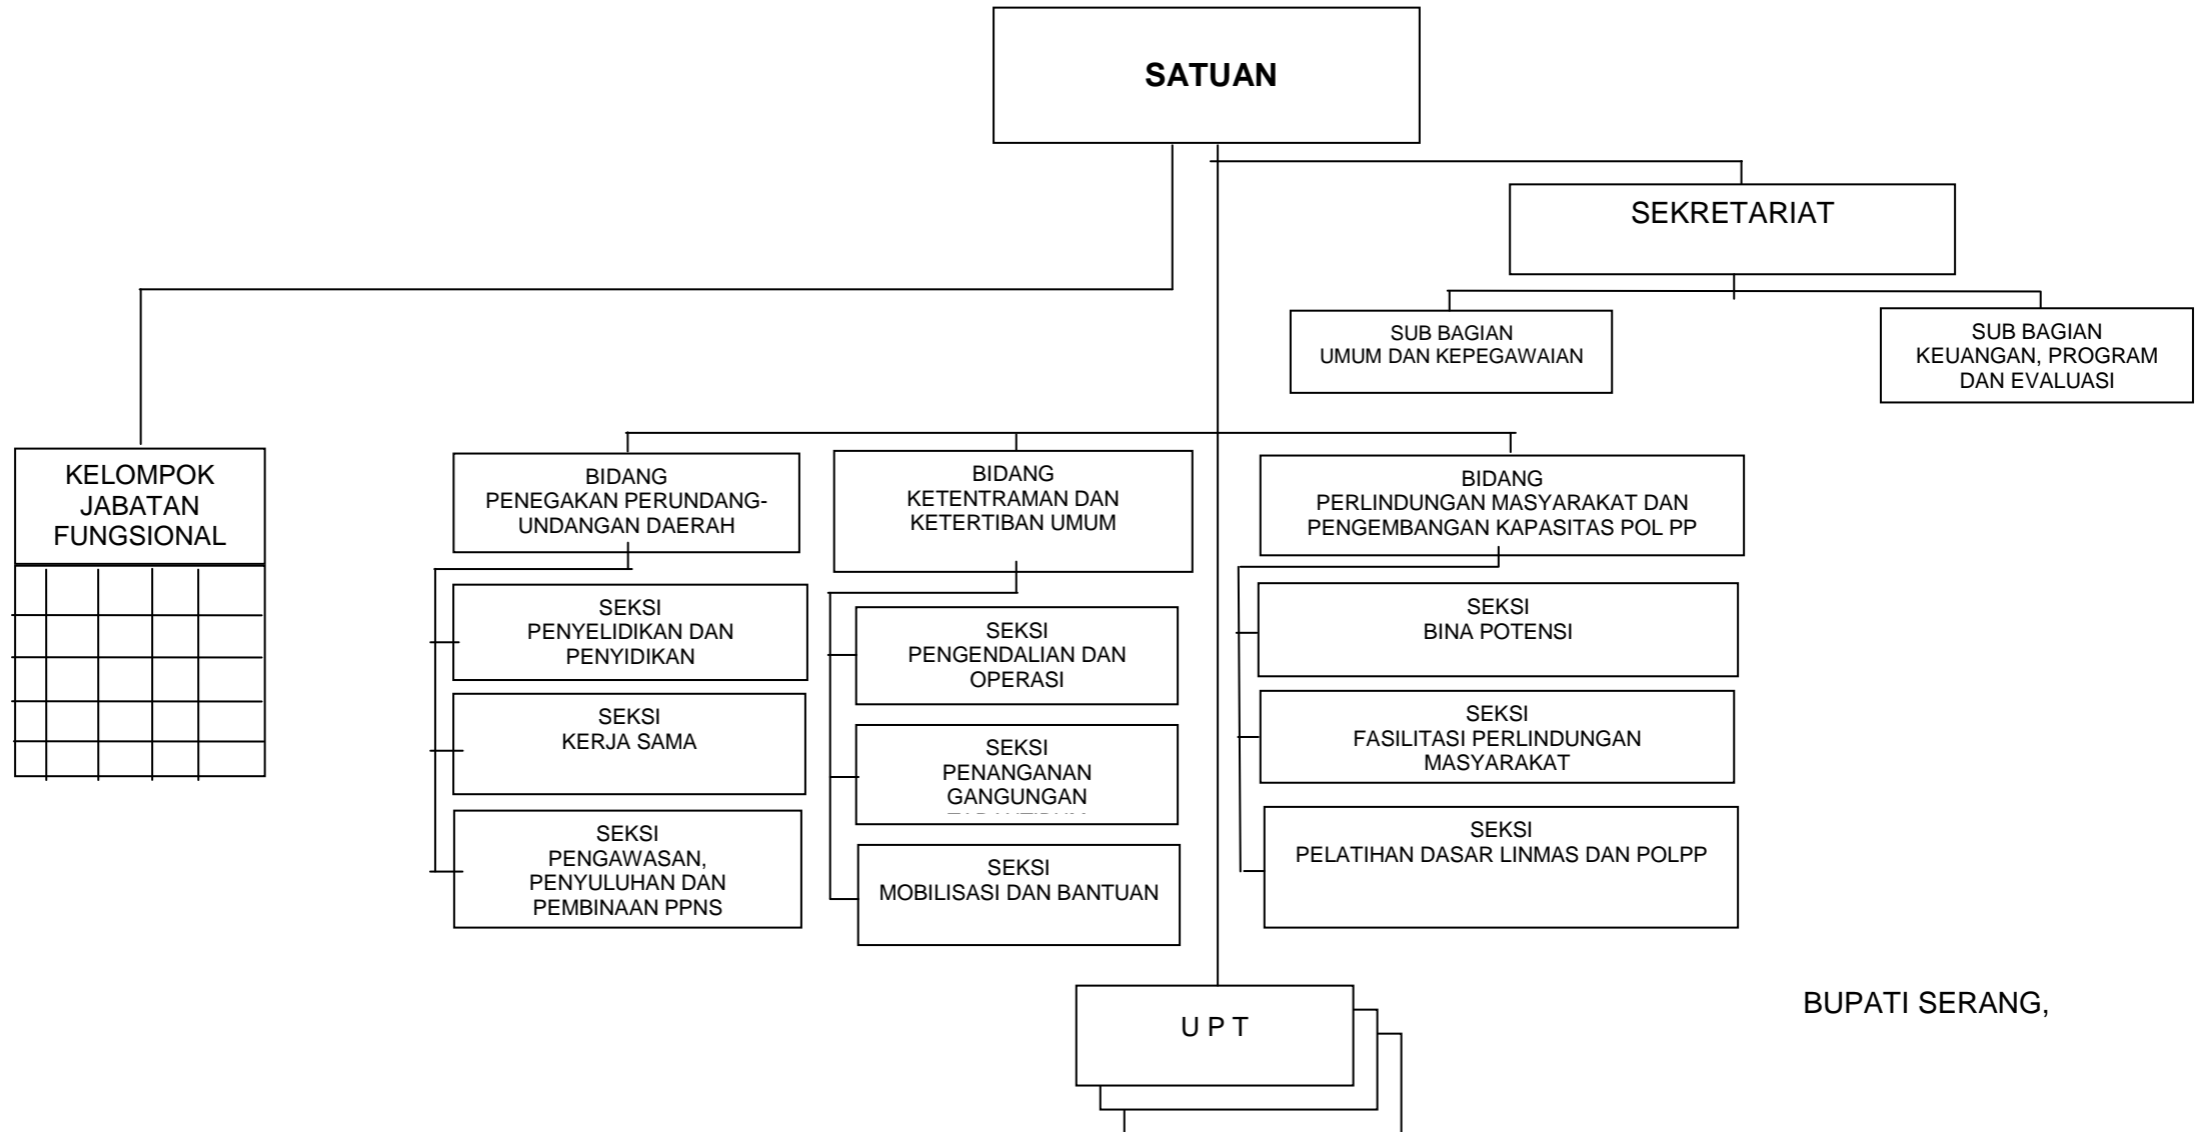 SATUAN
SEKRETARIAT
SUB BAGIAN
UMUM DAN KEPEGAWAIAN
SUB BAGIAN
KEUANGAN, PROGRAM
DAN EVALUASI
KELOMPOK
JABATAN
FUNGSIONAL
BIDANG
PENEGAKAN PERUNDANG-
UNDANGAN DAERAH
SEKSI
PENYELIDIKAN DAN
PENYIDIKAN
SEKSI
KERJA SAMA
SEKSI
PENGAWASAN,
PENYULUHAN DAN
PEMBINAAN PPNS
BIDANG
KETENTRAMAN DAN
KETERTIBAN UMUM
SEKSI
PENGENDALIAN DAN
OPERASI
SEKSI
PENANGANAN
GANGUNGAN
SEKSI
MOBILISASI DAN BANTUAN
BIDANG
PERLINDUNGAN MASYARAKAT DAN
PENGEMBANGAN KAPASITAS POL PP
SEKSI
BINA POTENSI
SEKSI
FASILITASI PERLINDUNGAN
MASYARAKAT
SEKSI
PELATIHAN DASAR LINMAS DAN POLPP
U P T
BUPATI SERANG,